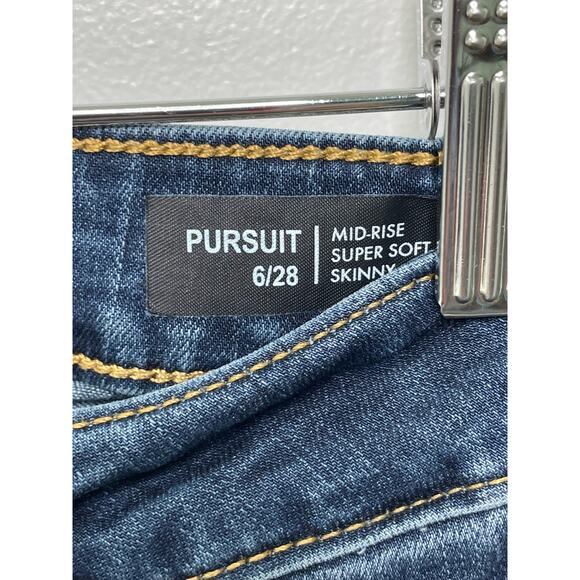 PURSUIT
6/28
MID-RISE
SUPER SOFT
SKINNY